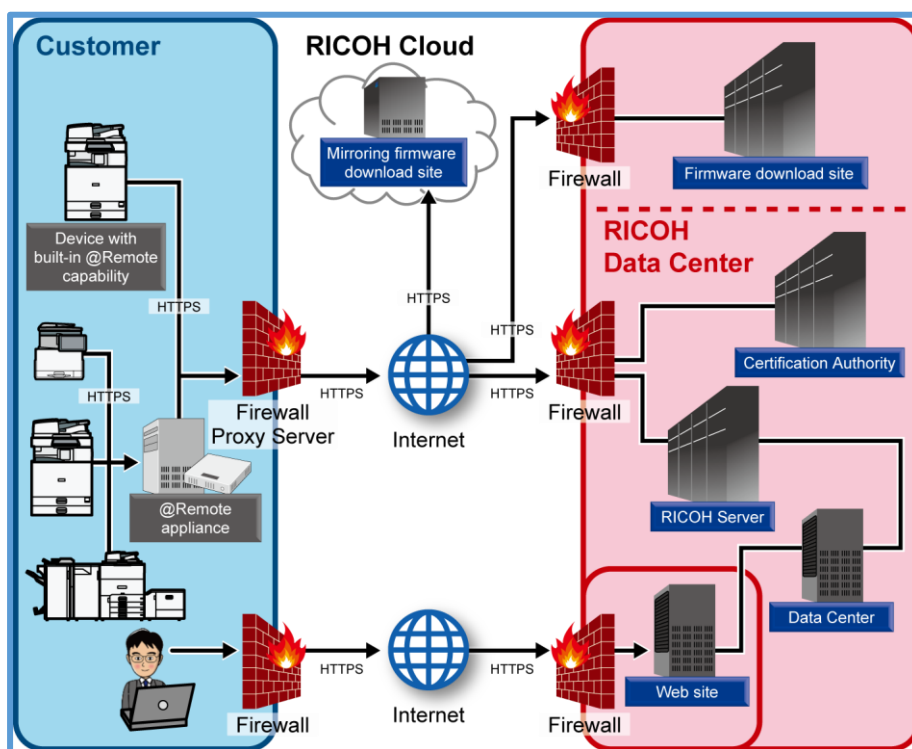 Customer
RICOH Cloud
Mirroring firmware
download site
Firewall
Firmware download site
Device with
built-in @Remote
capability
HTTPS
RICOH
Data Center
HTTPS
HTTPS
Certification Authority
HTTPS
Firewall
Proxy Server
HTTPS
Internet
HTTPS
Firewall
@Remote
appliance
RICOH Server
Data Center
Firewall
HTTPS
Internet
HTTPS
Firewall
Web site